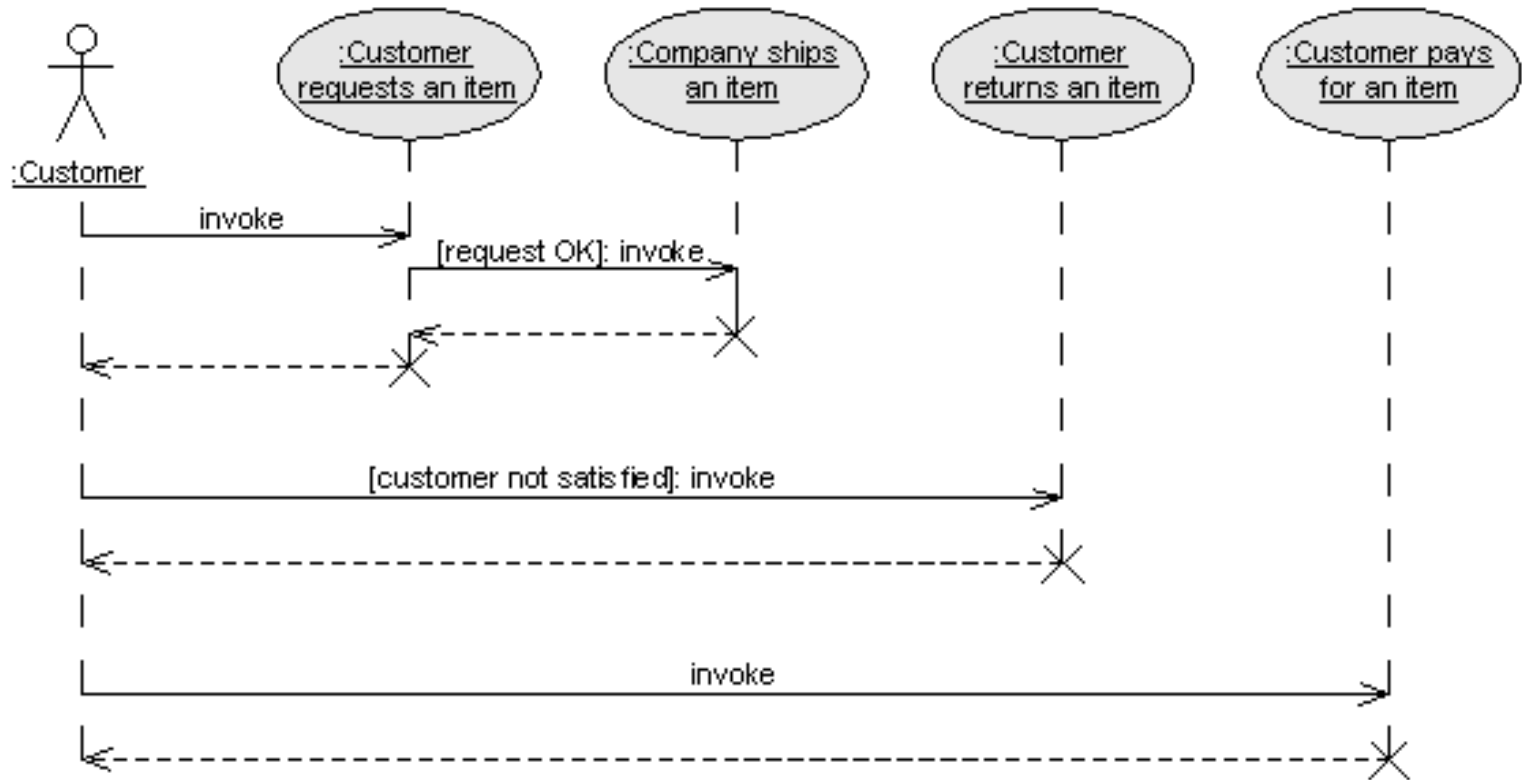 :Customer
requests an item
:Company ships
an item
:Customer
returns an item
:Customer pays
for an item
:Customer
invoke
[request OK]: invoke
[customer not satisfied]: invoke
invoke